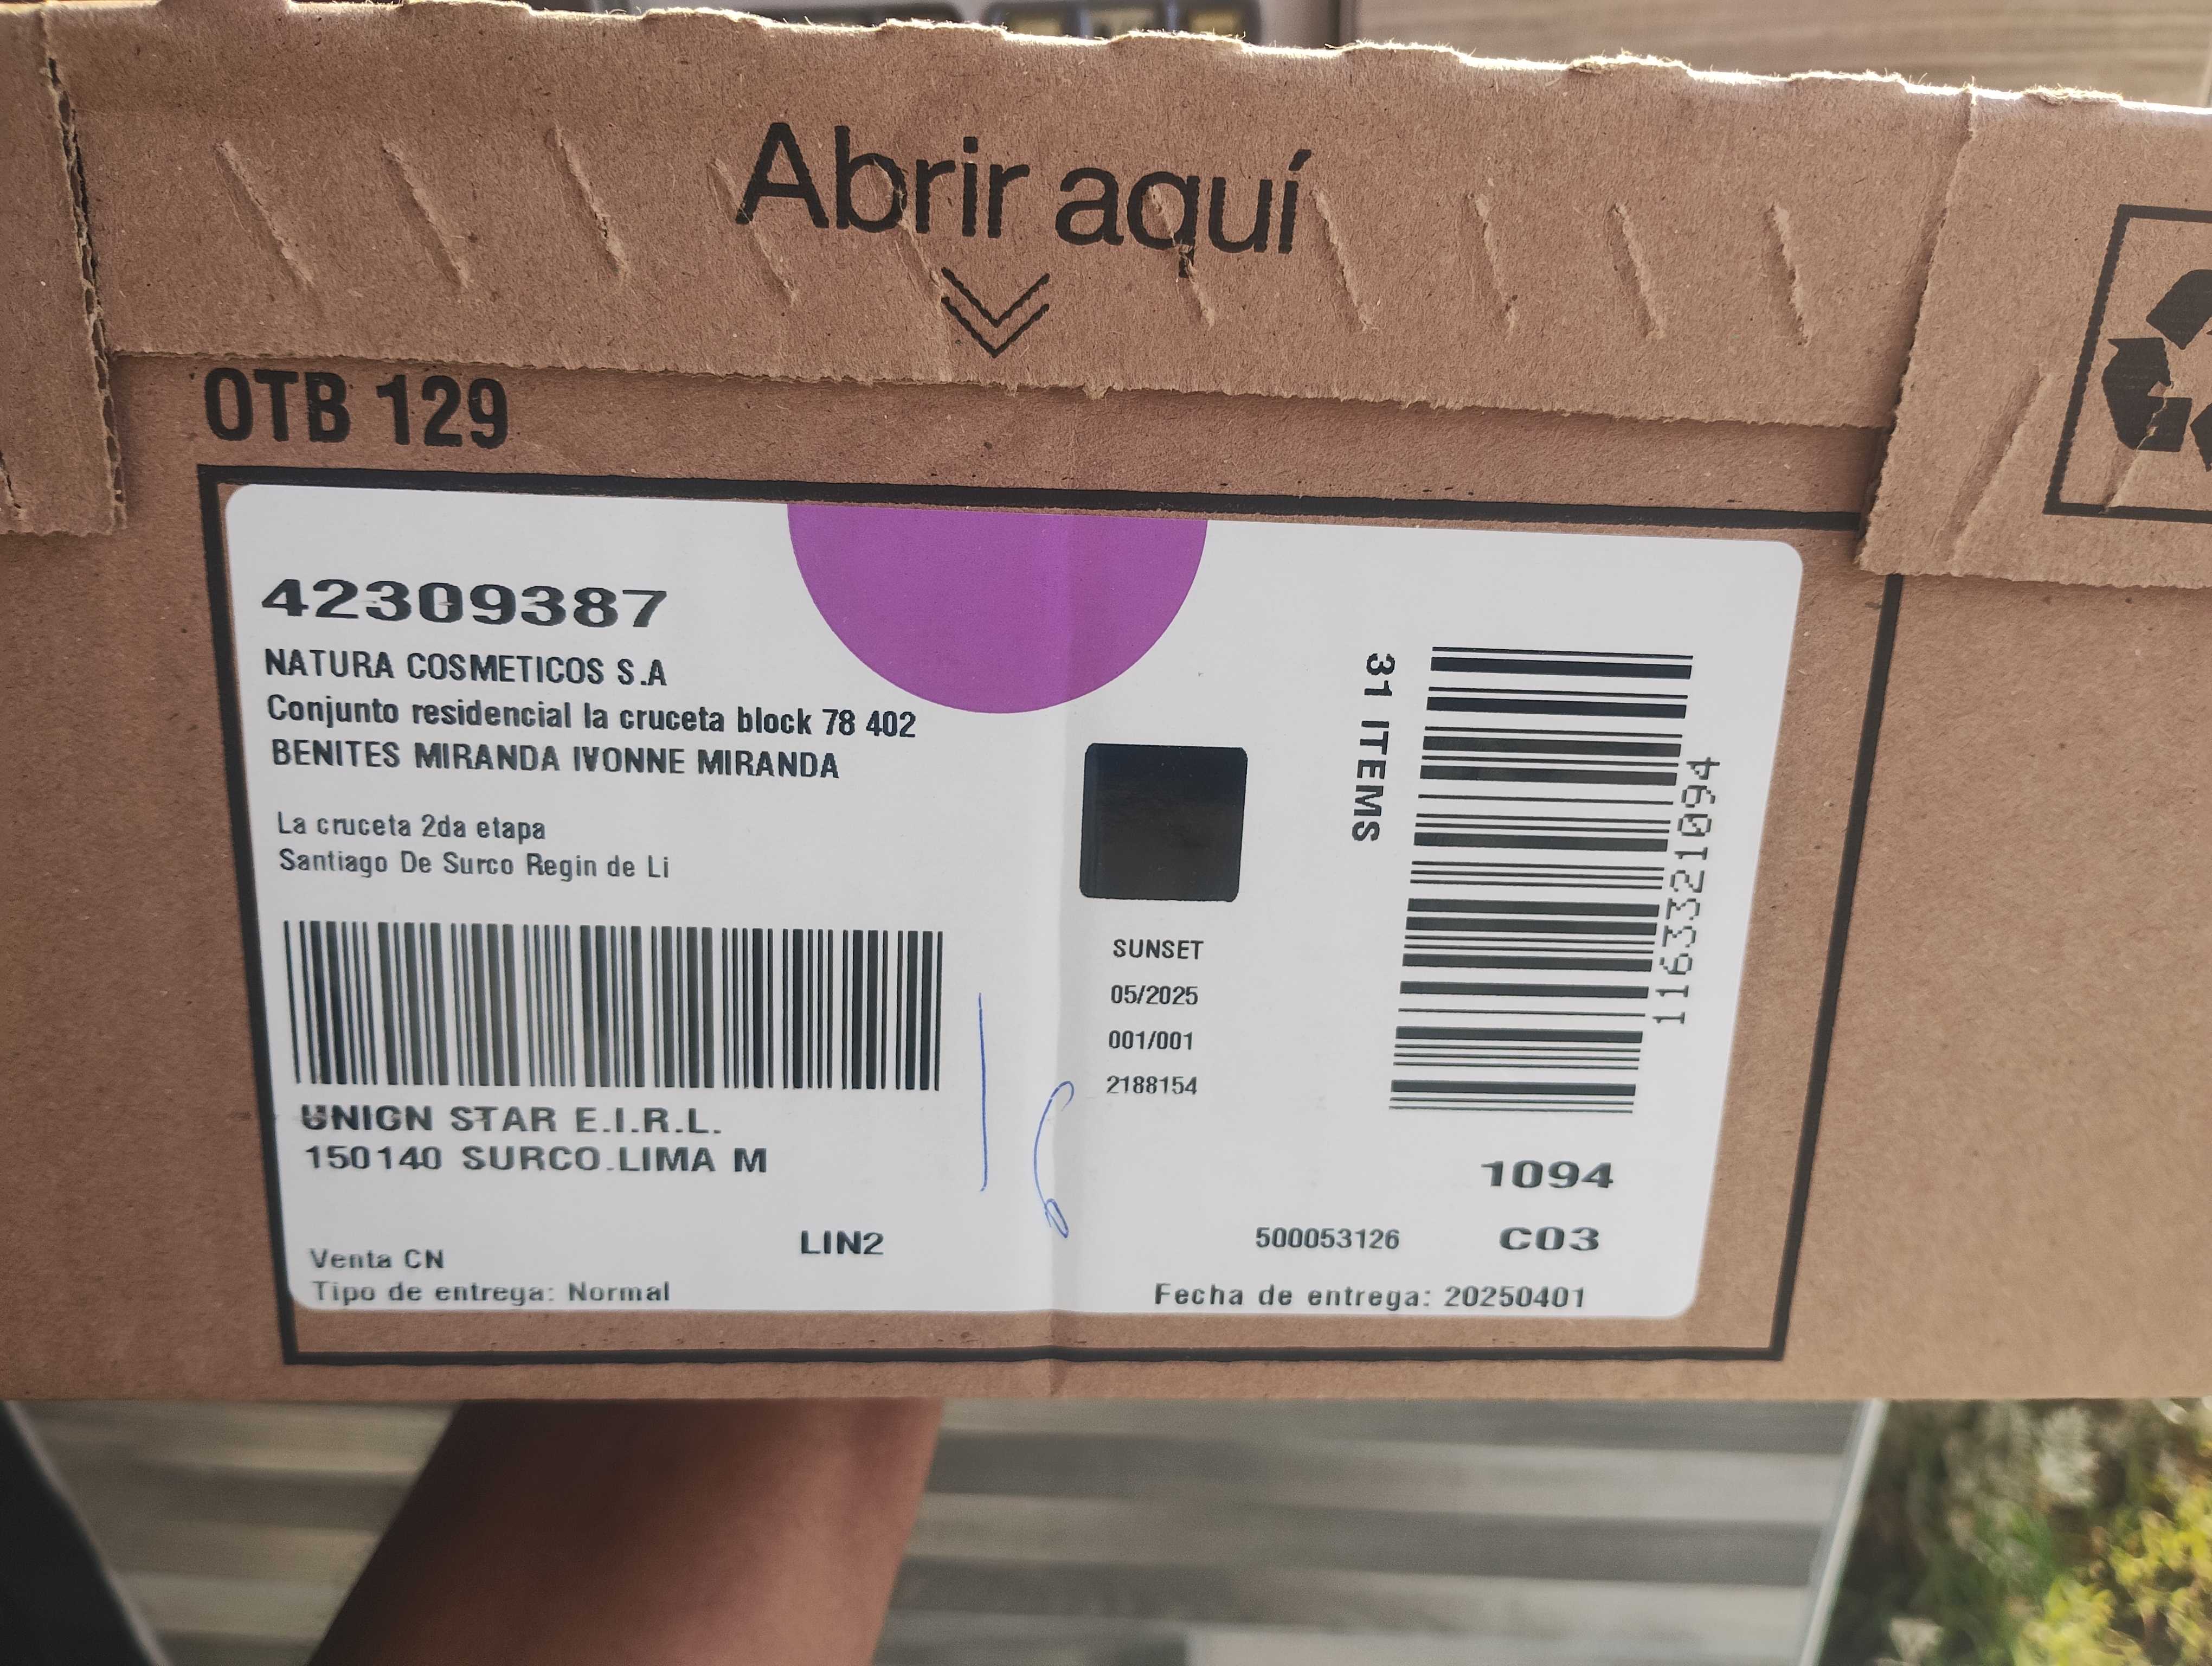 Abrir aquí
OTB 129
42309387
NATURA COSMETICOS S.A
Conjunto residencial la cruceta block 78 402
BENITES MIRANDA IVONNE MIRANDA
La cruceta 2da etapa
Santiago De Surco Regin de Li
UNIGN STAR E.I.R.L.
150140 SURCO.LIMA M
LIN2
Venta CN
Tipo de entrega: Normal
SUNSET
05/2025
001/001
2188154
31 ITEMS
11633321094
1094
500053126 C03
Fecha de entrega: 20250401